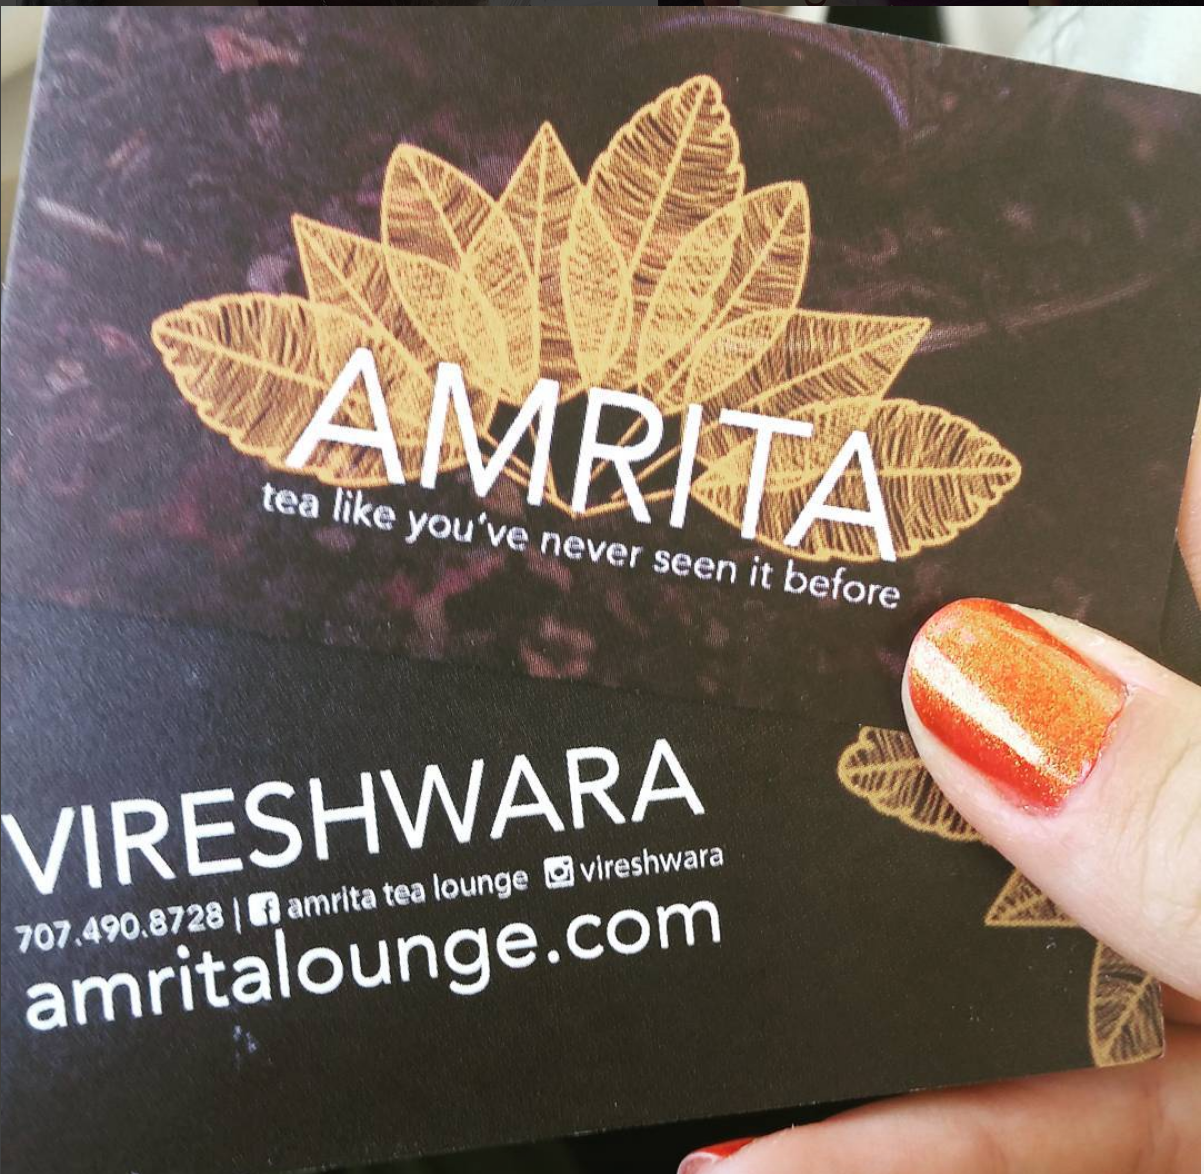 AMRITA
tea like you've never seen it before
VIRESHWARA
707.490.8728 | amrita tea lounge vireshwara
amritalounge.com